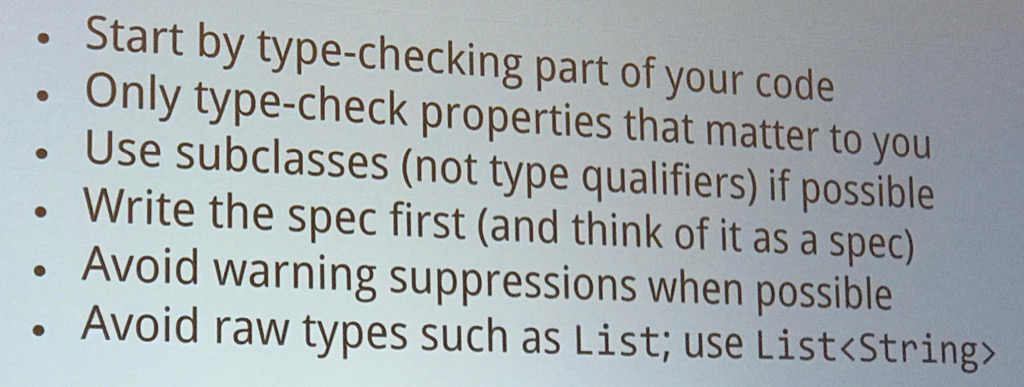 • Start by type-checking part of your code
• Only type-check properties that matter to you
• Use subclasses (not type qualifiers) if possible
• Write the spec first (and think of it as a spec)
• Avoid warning suppressions when possible
• Avoid raw types such as List; use List<String>